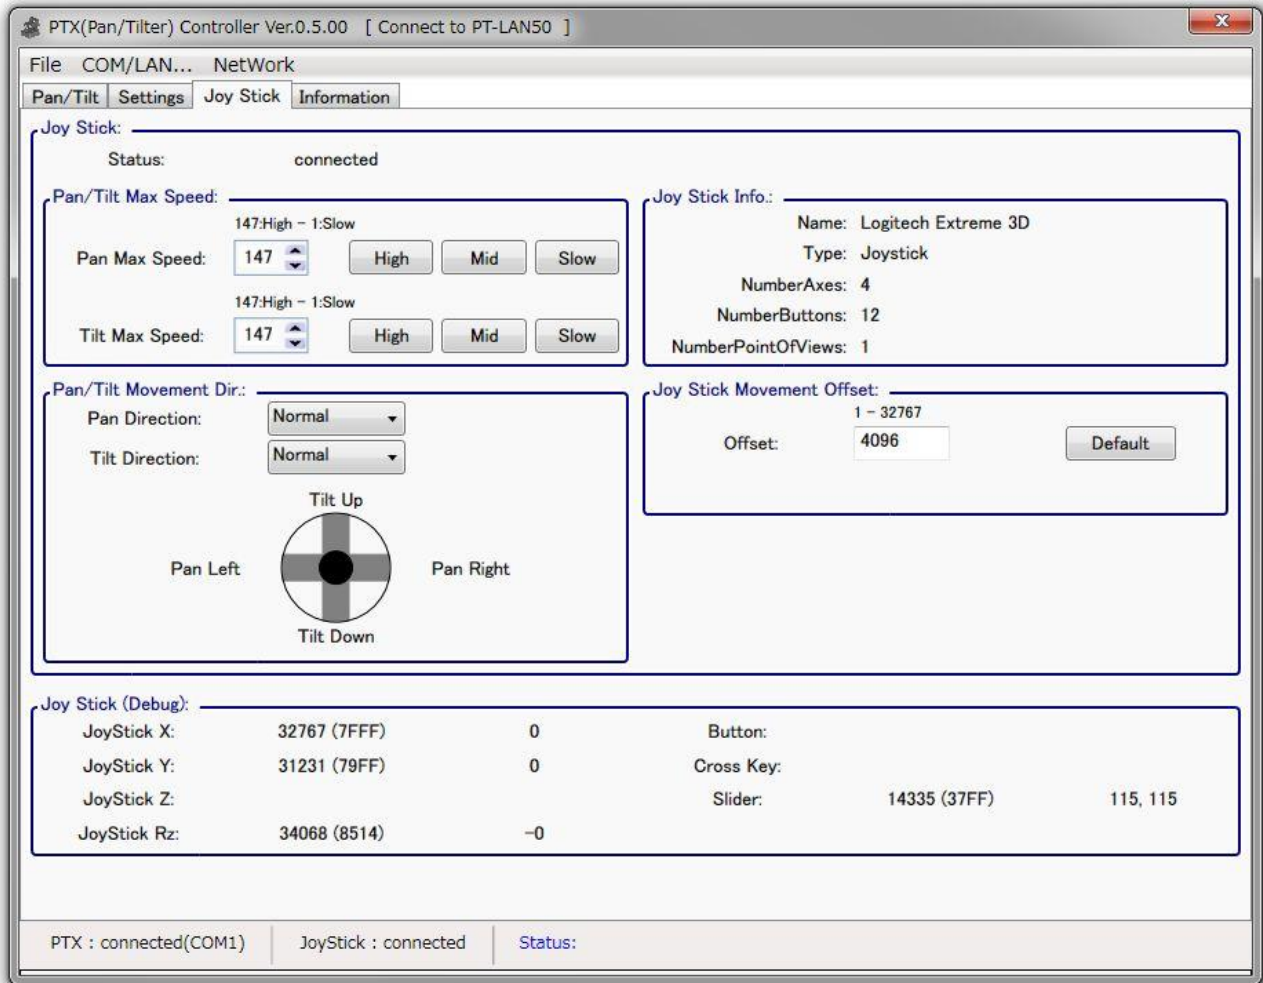 PTX(Pan/Tilter) Controller Ver.0.5.00 [ Connect to PT-LAN50 ]
File COM/LAN... NetWork
Pan/Tilt Settings Joy Stick Information
Joy Stick:
Status: connected
Pan/Tilt Max Speed:
147:High - 1:Slow
Pan Max Speed: 147 High Mid Slow
147:High - 1:Slow
Tilt Max Speed: 147 High Mid Slow
Joy Stick Info.:
Name: Logitech Extreme 3D
Type: Joystick
NumberAxes: 4
NumberButtons: 12
NumberPointOfViews: 1
Pan/Tilt Movement Dir.:
Pan Direction: Normal
Tilt Direction: Normal
Tilt Up
Pan Left Pan Right
Tilt Down
Joy Stick Movement Offset:
1 - 32767
Offset: 4096 Default
Joy Stick (Debug):
JoyStick X: 32767 (7FFF) 0 Button:
JoyStick Y: 31231 (79FF) 0 Cross Key:
JoyStick Z: Slider: 14335 (37FF) 115, 115
JoyStick Rz: 34068 (8514) -0
PTX : connected(COM1) JoyStick : connected Status: